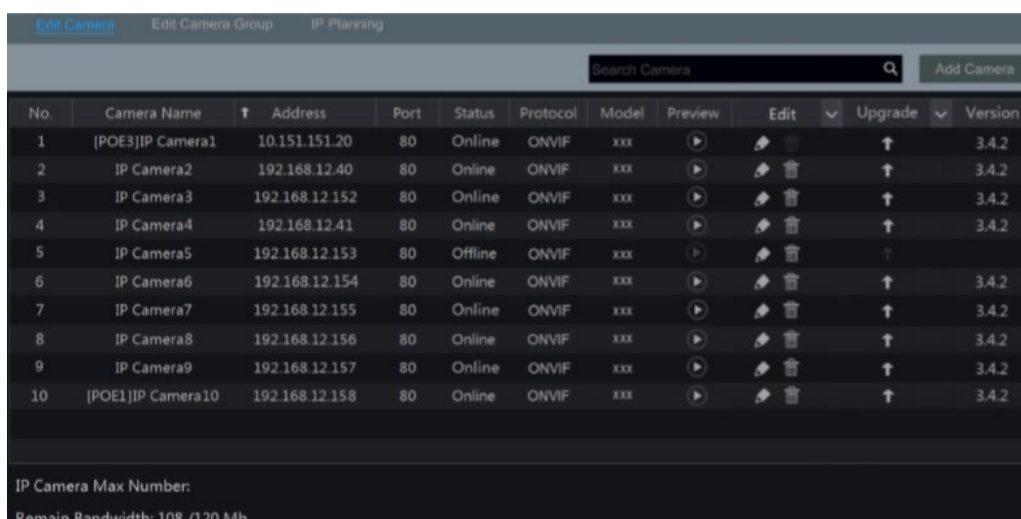 Edit Camera Edit Camera Group IP Planning
Search Camera Add Camera
No. Camera Name ↑ Address Port Status Protocol Model Preview Edit Upgrade Version
1 [POE3]IP Camera1 10.151.151.20 80 Online ONVIF xxx 3.4.2
2 IP Camera2 192.168.12.40 80 Online ONVIF xxx 3.4.2
3 IP Camera3 192.168.12.152 80 Online ONVIF xxx 3.4.2
4 IP Camera4 192.168.12.41 80 Online ONVIF xxx 3.4.2
5 IP Camera5 192.168.12.153 80 Offline ONVIF xxx
6 IP Camera6 192.168.12.154 80 Online ONVIF xxx 3.4.2
7 IP Camera7 192.168.12.155 80 Online ONVIF xxx 3.4.2
8 IP Camera8 192.168.12.156 80 Online ONVIF xxx 3.4.2
9 IP Camera9 192.168.12.157 80 Online ONVIF xxx 3.4.2
10 [POE1]IP Camera10 192.168.12.158 80 Online ONVIF xxx 3.4.2
IP Camera Max Number:
Remain Bandwidth: 108 /120 Mb